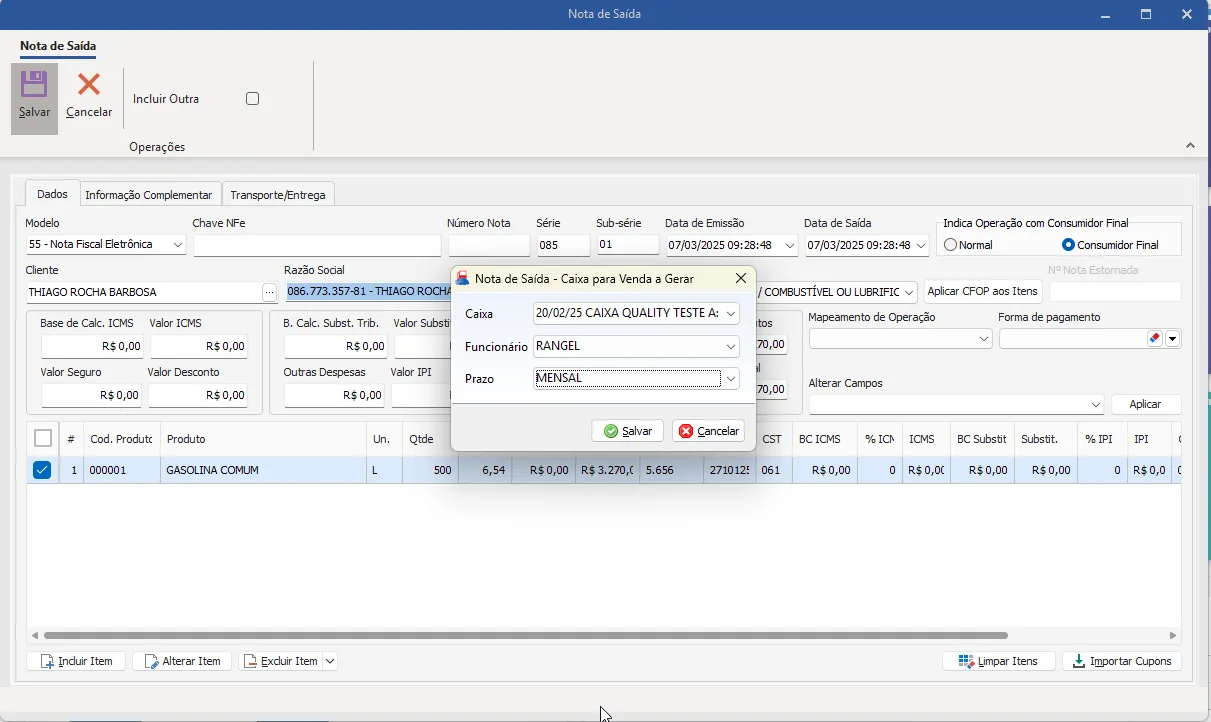 Nota de Saída
Nota de Saída
Salvar
Cancelar
Incluir Outra
Operações
Dados
Informação Complementar
Transporte/Entrega
Modelo
Chave NFe
Número Nota
Série
Sub-série
Data de Emissão
Data de Saída
Indica Operação com Consumidor Final
55 - Nota Fiscal Eletrônica
085
01
07/03/2025 09:28:48
07/03/2025 09:28:48
Normal
Consumidor Final
Cliente
Razão Social
Nº Nota Estornada
THIAGO ROCHA BARBOSA
...
086.773.357-81 - THIAGO ROCHA
/ COMBUSTÍVEL OU LUBRIFIC
Aplicar CFOP aos Itens
Nota de Saída - Caixa para Venda a Gerar
Caixa
20/02/25 CAIXA QUALITY TESTE A:
Funcionário
RANGEL
Prazo
MENSAL
Salvar
Cancelar
Base de Calc. ICMS
Valor ICMS
B. Calc. Subst. Trib.
Valor Substi
tos
Mapeamento de Operação
Forma de pagamento
R$ 0,00
R$ 0,00
R$ 0,00
70,00
Valor Seguro
Valor Desconto
Outras Despesas
Valor IPI
al
Alterar Campos
R$ 0,00
R$ 0,00
R$ 0,00
70,00
Aplicar
#
Cod. Produto
Produto
Un.
Qtde
CST
BC ICMS
% ICM
ICMS
BC Substit
Substit.
% IPI
IPI
1
000001
GASOLINA COMUM
L
500
6,54
R$ 0,00
R$ 3.270,0
5.656
2710125
061
R$ 0,00
0
R$ 0,00
R$ 0,00
R$ 0,00
0
R$ 0,0
Incluir Item
Alterar Item
Excluir Item
Limpar Itens
Importar Cupons